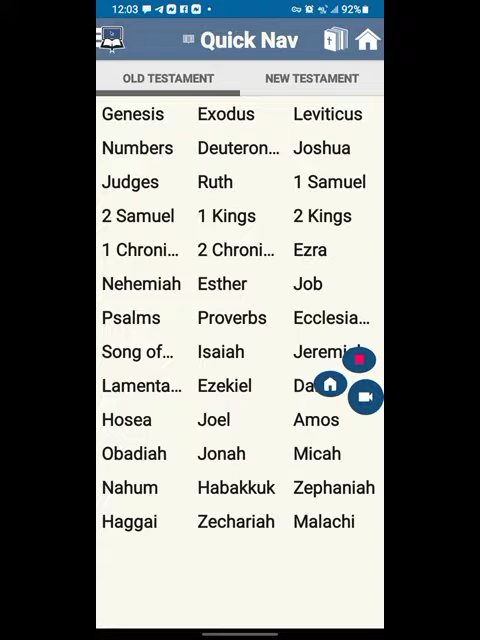 12:03 92%
Quick Nav
OLD TESTAMENT NEW TESTAMENT
Genesis Exodus Leviticus
Numbers Deuteron... Joshua
Judges Ruth 1 Samuel
2 Samuel 1 Kings 2 Kings
1 Chroni... 2 Chroni... Ezra
Nehemiah Esther Job
Psalms Proverbs Ecclesia...
Song of... Isaiah
Lamenta... Ezekiel Da
Hosea Joel Amos
Obadiah Jonah Micah
Nahum Habakkuk Zephaniah
Haggai Zechariah Malachi